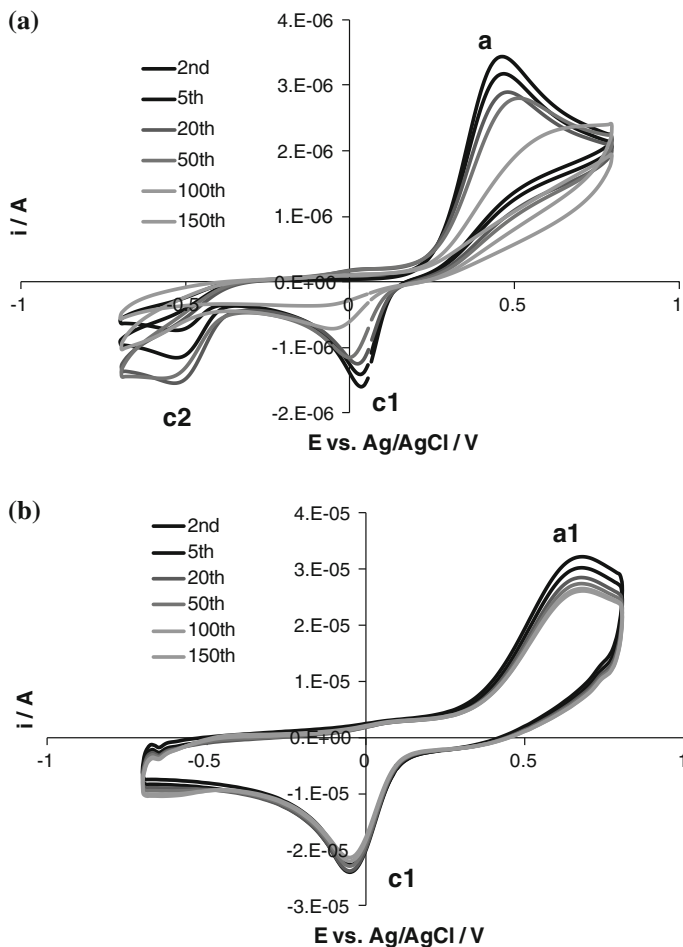 (a)
4.E-06
a
2nd
5th
20th
50th
100th
150th
3.E-06
2.E-06
1.E-06
i / A
0.E+00
-1
-0.5
0
0.5
1
-1.E-06
-2.E-06
c2
c1
E vs. Ag/AgCl / V
(b)
4.E-05
a1
2nd
5th
20th
50th
100th
150th
3.E-05
2.E-05
1.E-05
i / A
0.E+00
-1
-0.5
0
0.5
1
-1.E-05
-2.E-05
-3.E-05
c1
E vs. Ag/AgCl / V